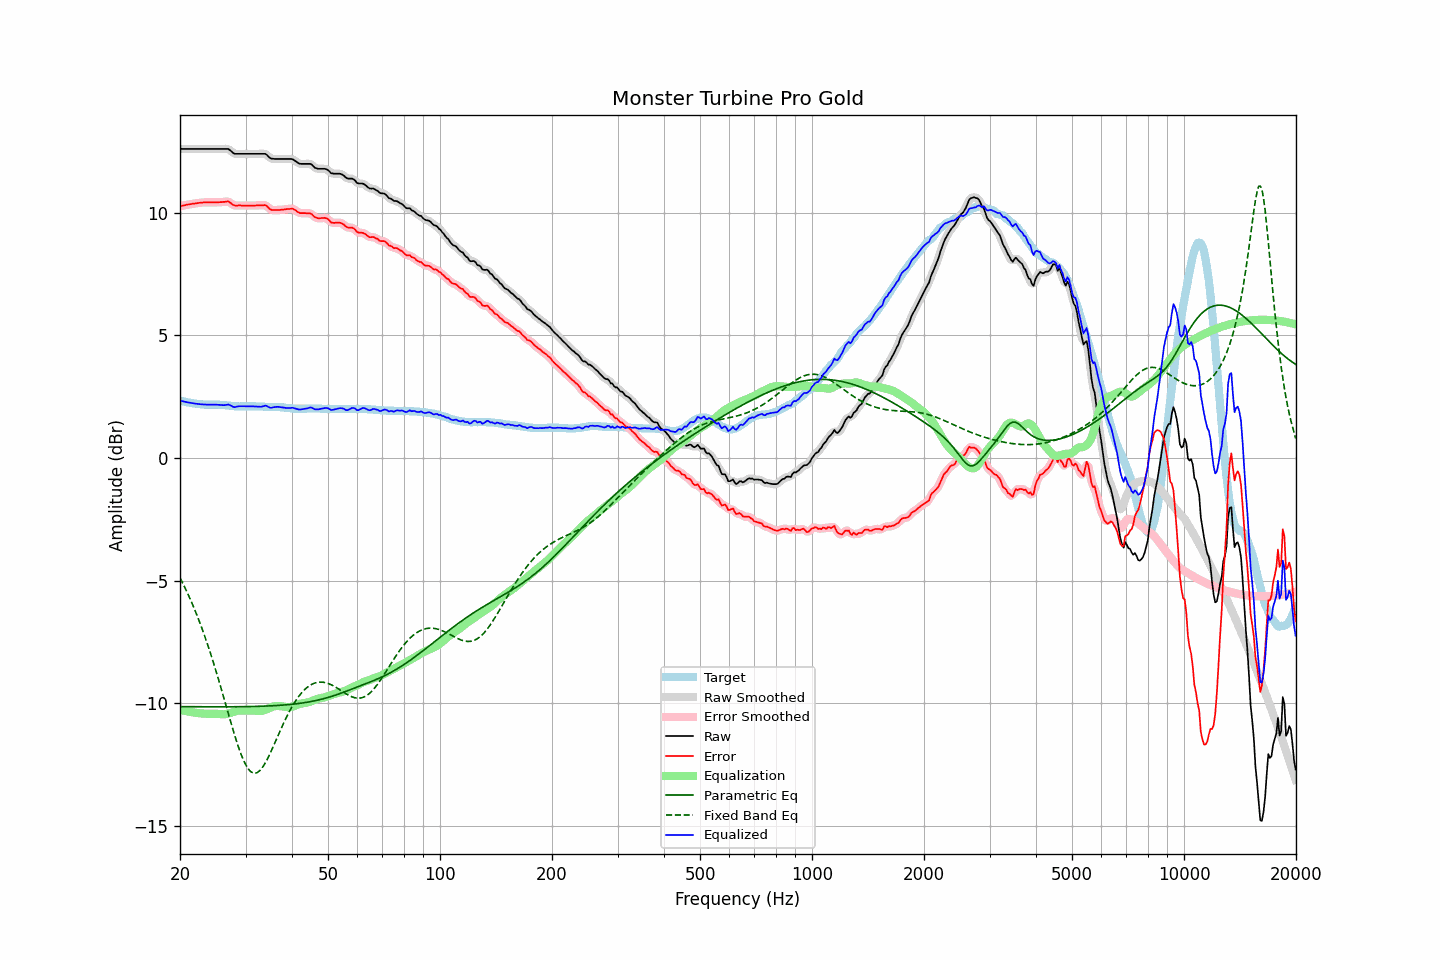 Monster Turbine Pro Gold
Amplitude (dBr)
10
5
0
−5
−10
−15
20
50
100
200
500
1000
2000
5000
10000
20000
Frequency (Hz)
Target
Raw Smoothed
Error Smoothed
Raw
Error
Equalization
Parametric Eq
Fixed Band Eq
Equalized